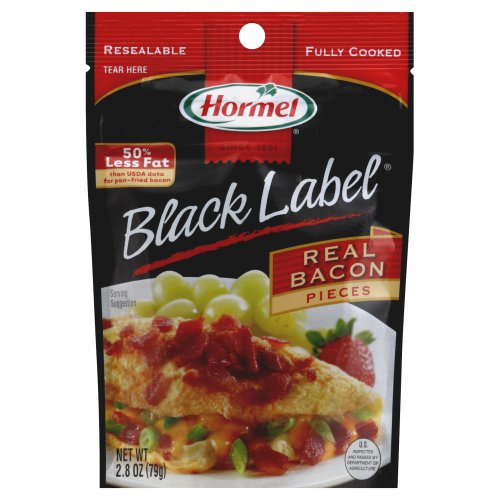 RESEALABLE
FULLY COOKED
TEAR HERE
Hormel
®
SINCE 1891
50%
Less Fat
than USDA data
for pan-fried bacon
Black Label®
REAL
BACON
PIECES
Serving
Suggestion
NET WT
2.8 OZ (79g)
U.S.
INSPECTED
AND PASSED BY
DEPARTMENT OF
AGRICULTURE